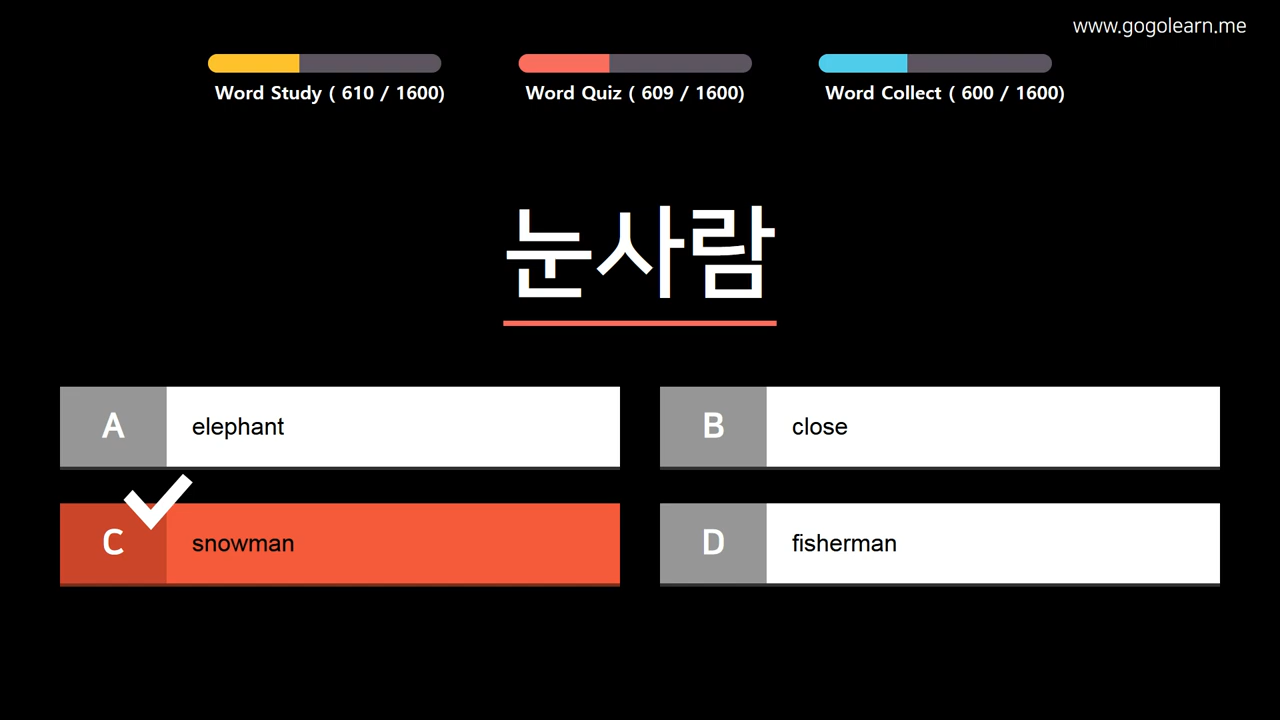 www.gogolearn.me
Word Study ( 610 / 1600)
Word Quiz ( 609 / 1600)
Word Collect ( 600 / 1600)
눈사람
A elephant
B close
C snowman
D fisherman